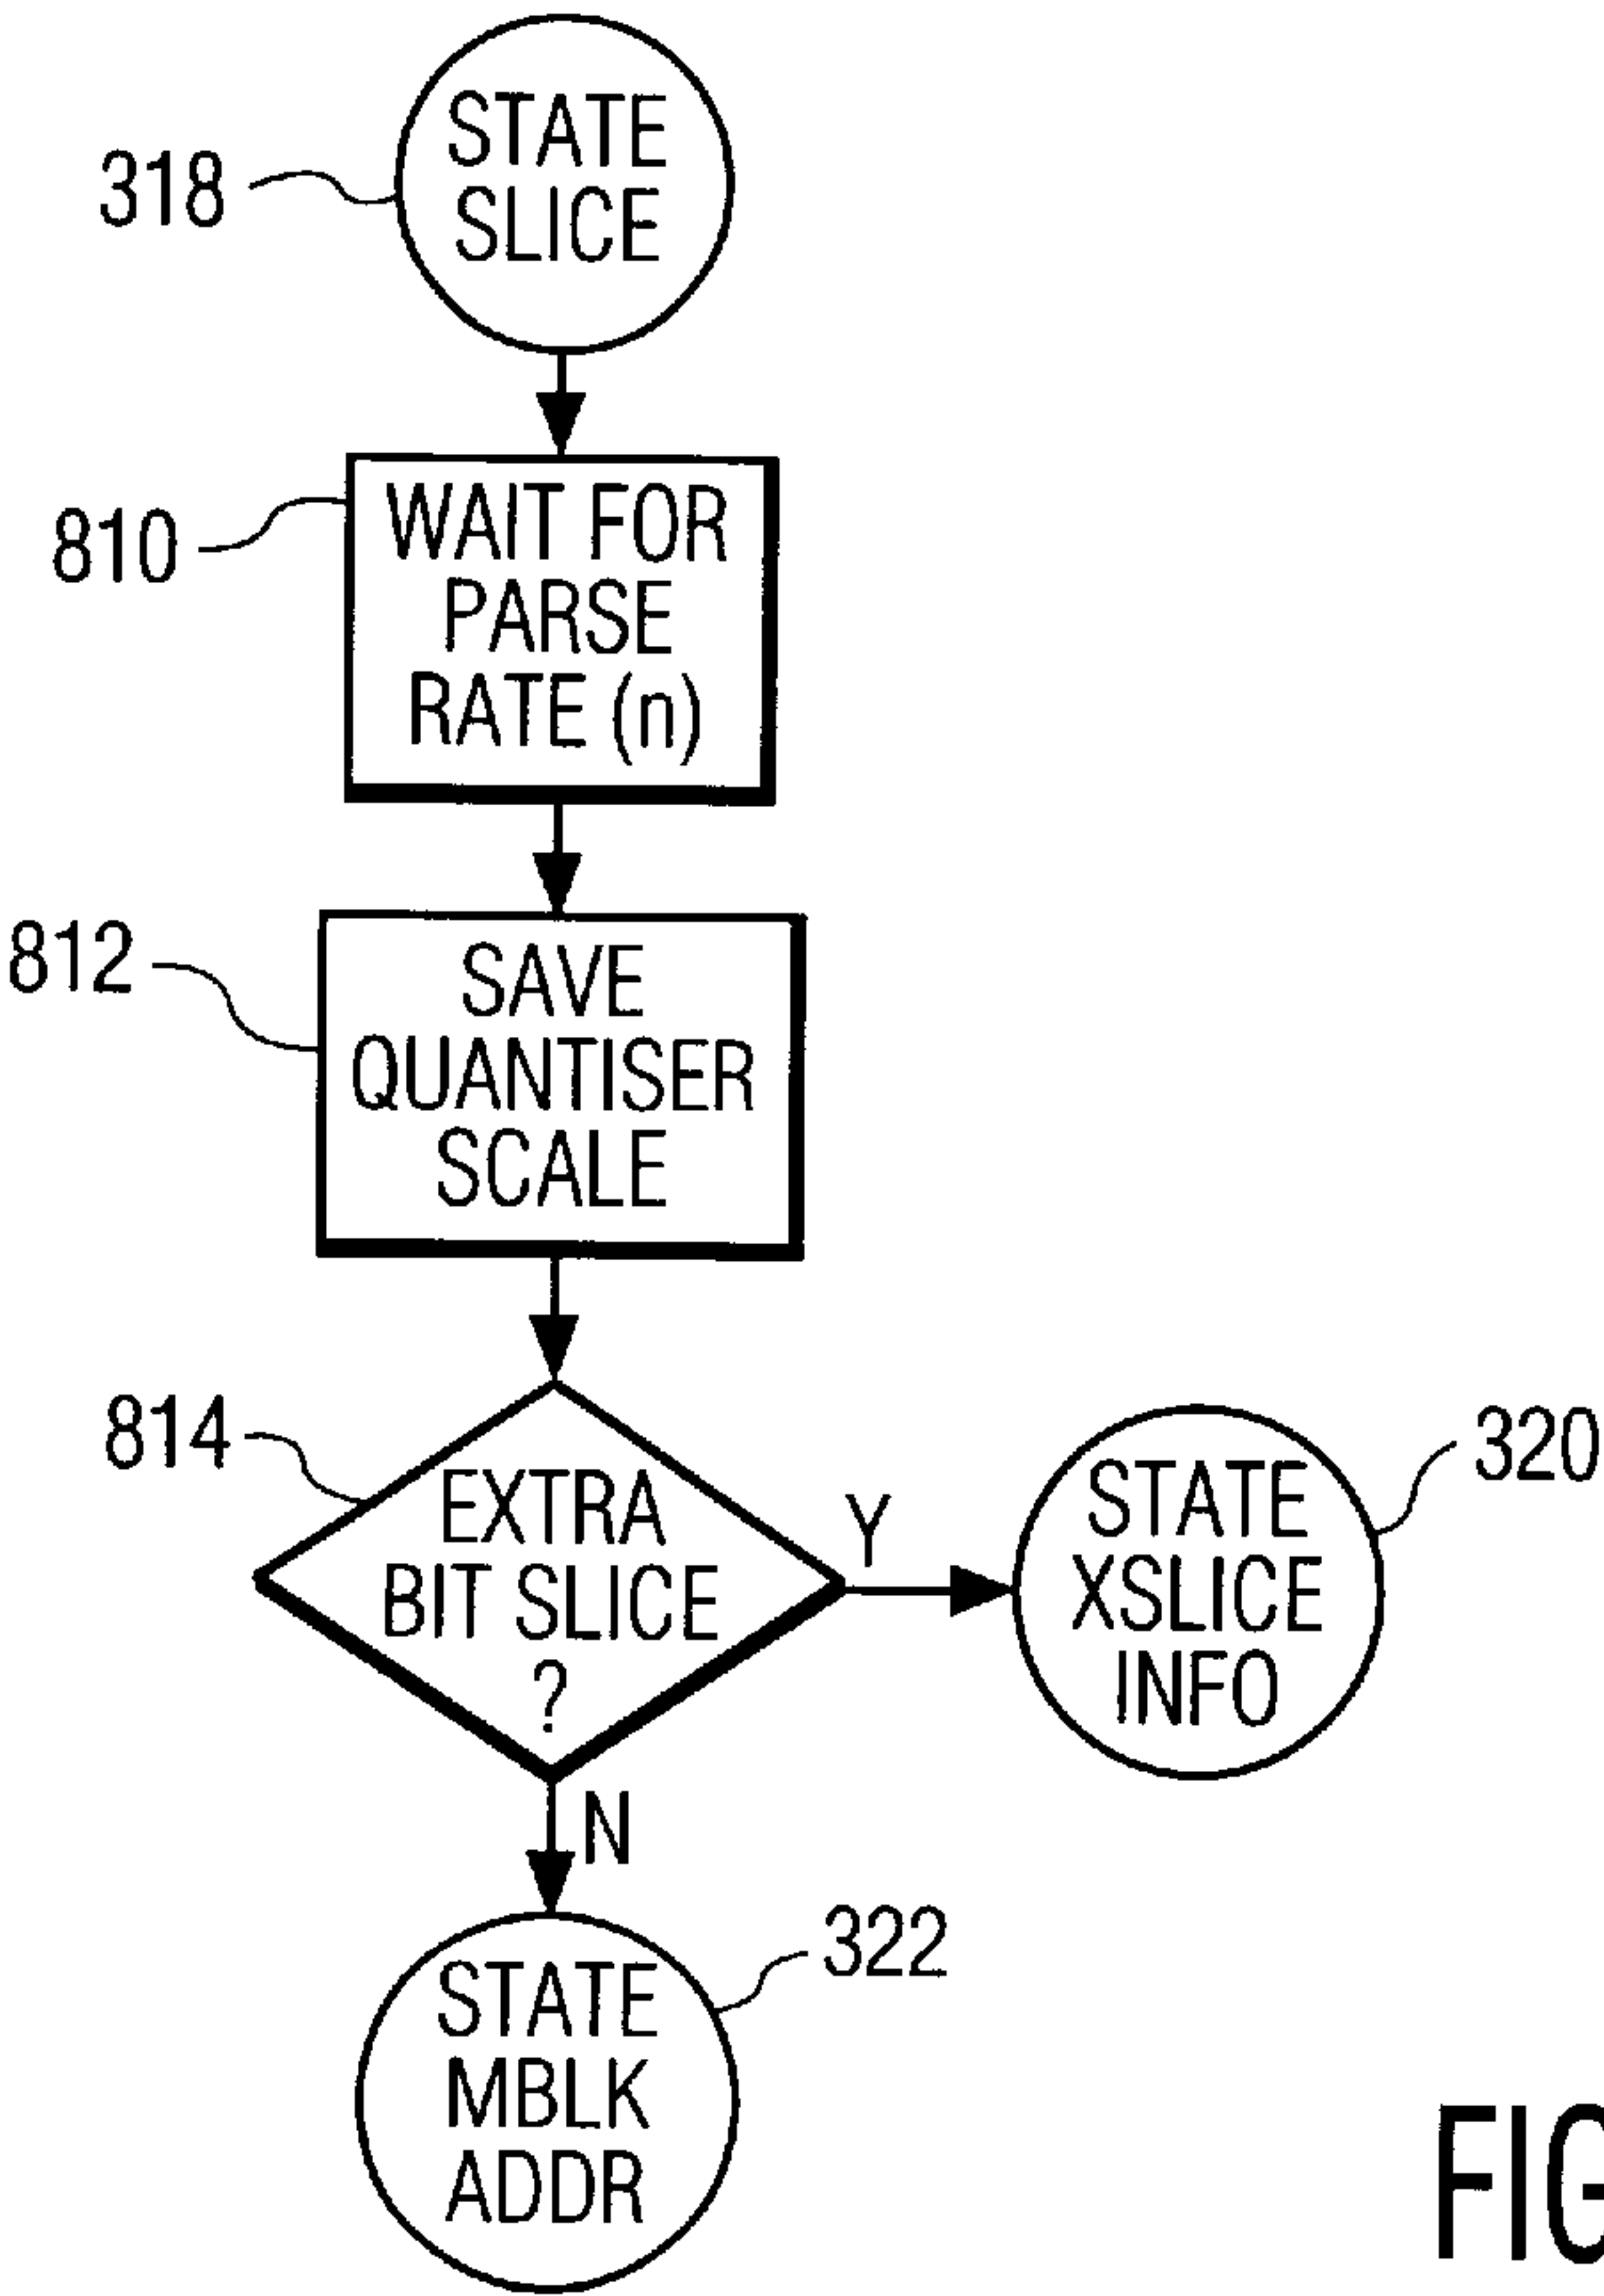 STATE
SLICE
318
WAIT FOR
PARSE
RATE (n)
810
SAVE
QUANTISER
SCALE
812
814
EXTRA
BIT SLICE
?
Y
STATE
XSLICE
INFO
320
N
322
STATE
MBLK
ADDR